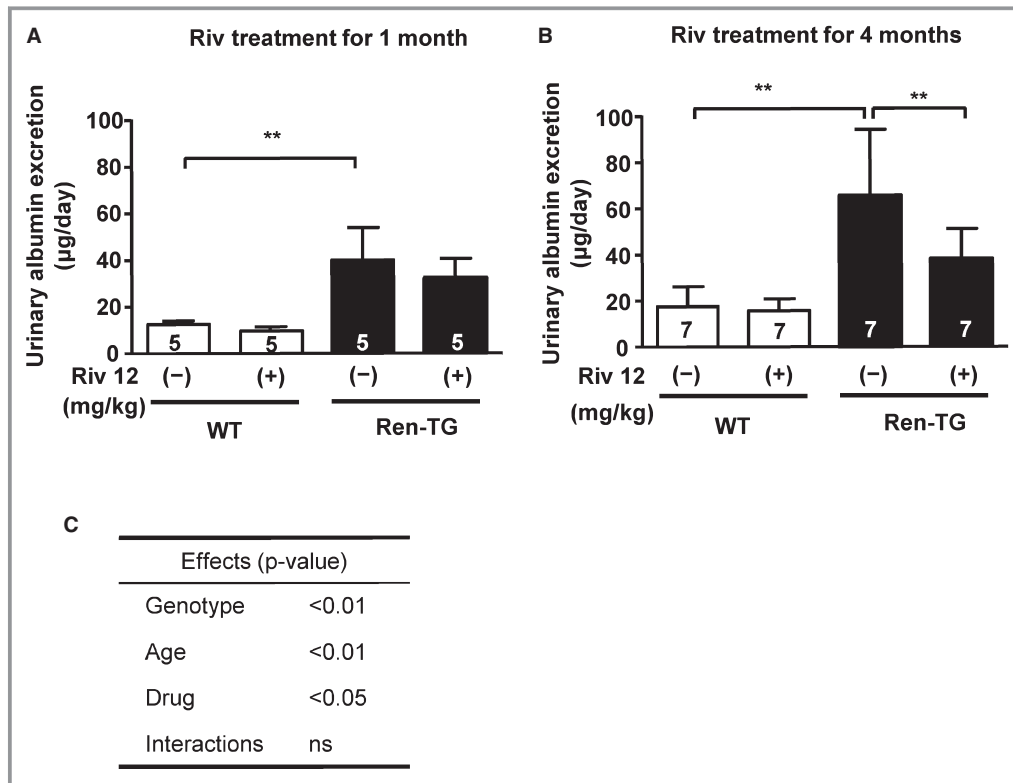 A
Riv treatment for 1 month
Urinary albumin excretion
(µg/day)
100
80
60
40
20
0
**
5
5
5
5
Riv 12
(mg/kg)
(−)
(+)
(−)
(+)
WT
Ren-TG
B
Riv treatment for 4 months
Urinary albumin excretion
(µg/day)
100
80
60
40
20
0
**
**
7
7
7
7
Riv 12
(mg/kg)
(−)
(+)
(−)
(+)
WT
Ren-TG
C
Effects (p-value)
Genotype <0.01
Age <0.01
Drug <0.05
Interactions ns